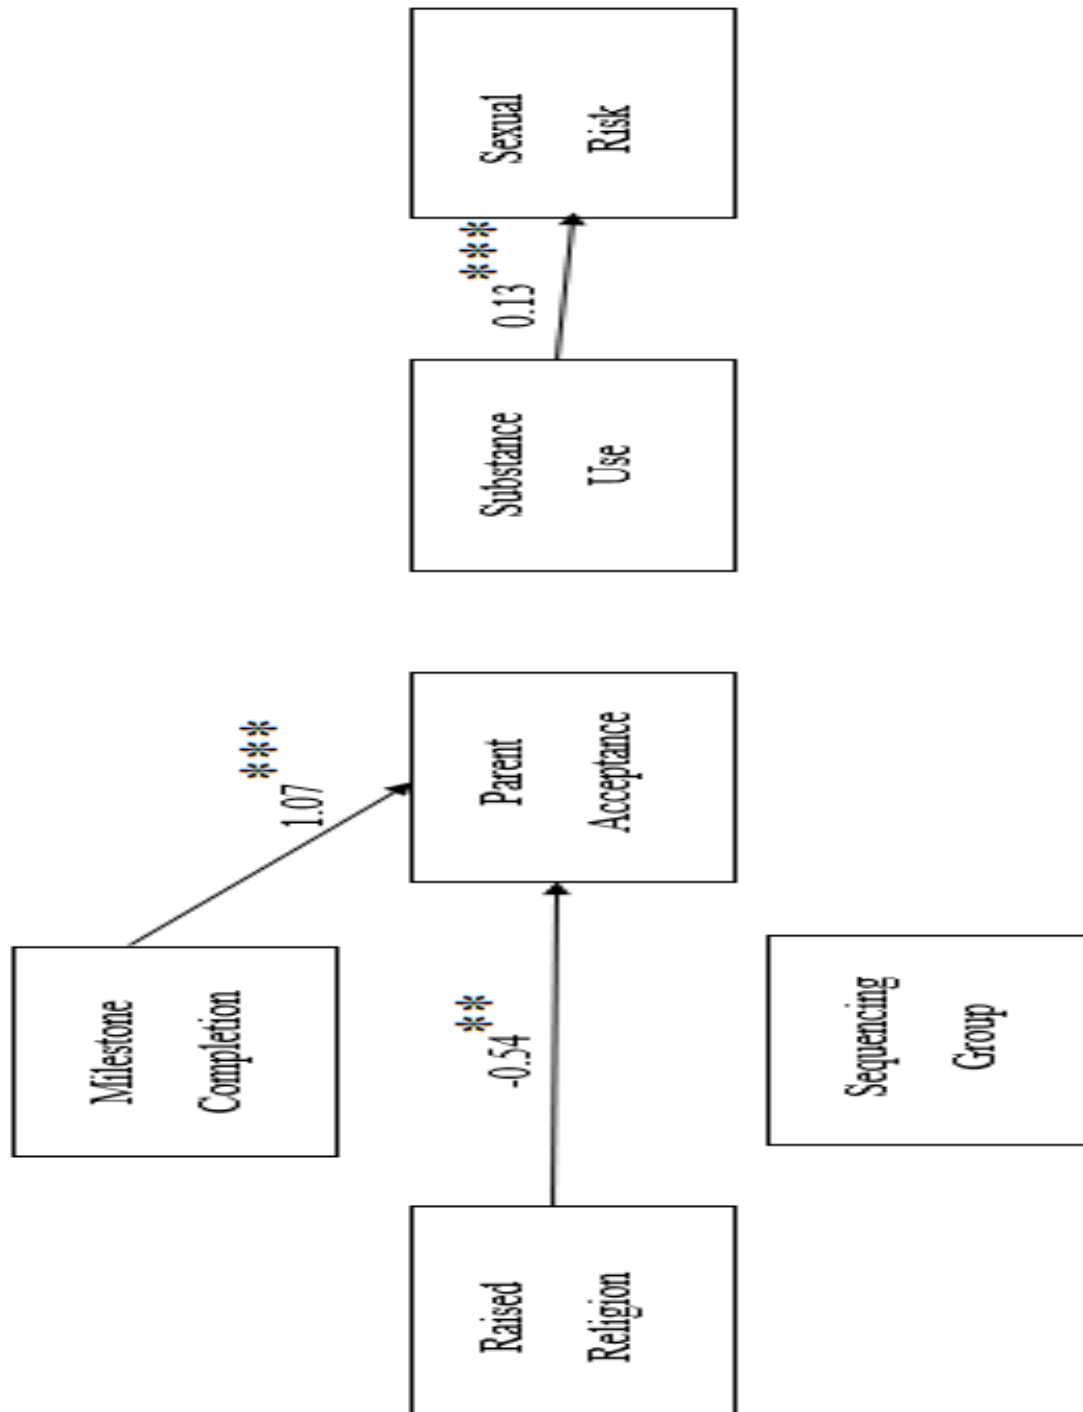 Milestone
Completion
***
1.07
Raised
Religion
**
-0.54
Parent
Acceptance
Substance
Use
***
0.13
Sexual
Risk
Sequencing
Group